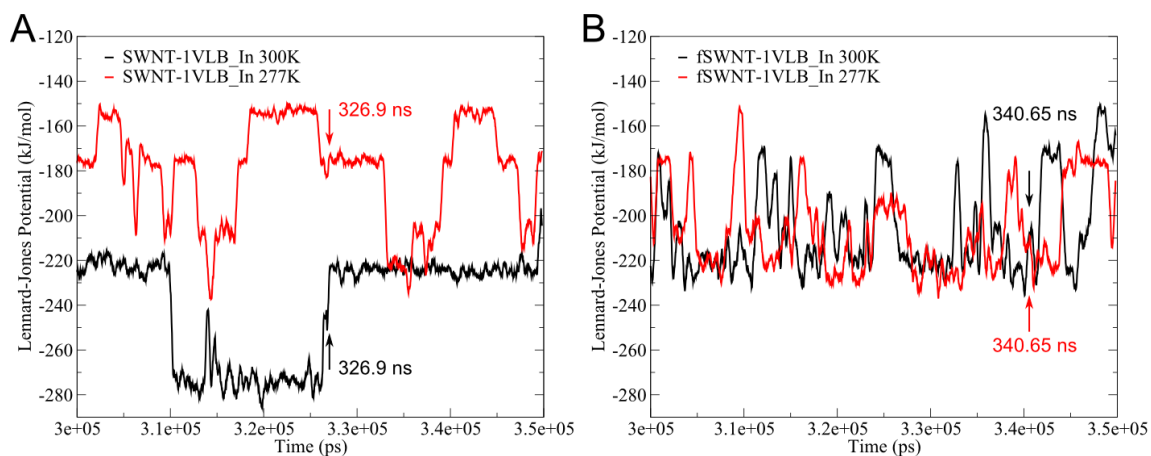 A
SWNT-1VLB_In 300K
SWNT-1VLB_In 277K
326.9 ns
326.9 ns
-120
-140
-160
-180
-200
-220
-240
-260
-280
Lennard-Jones Potential (kJ/mol)
3e+05
3.1e+05
3.2e+05
3.3e+05
3.4e+05
3.5e+05
Time (ps)
B
fSWNT-1VLB_In 300K
fSWNT-1VLB_In 277K
340.65 ns
340.65 ns
-120
-140
-160
-180
-200
-220
-240
-260
-280
Lennard-Jones Potential (kJ/mol)
3e+05
3.1e+05
3.2e+05
3.3e+05
3.4e+05
3.5e+05
Time (ps)